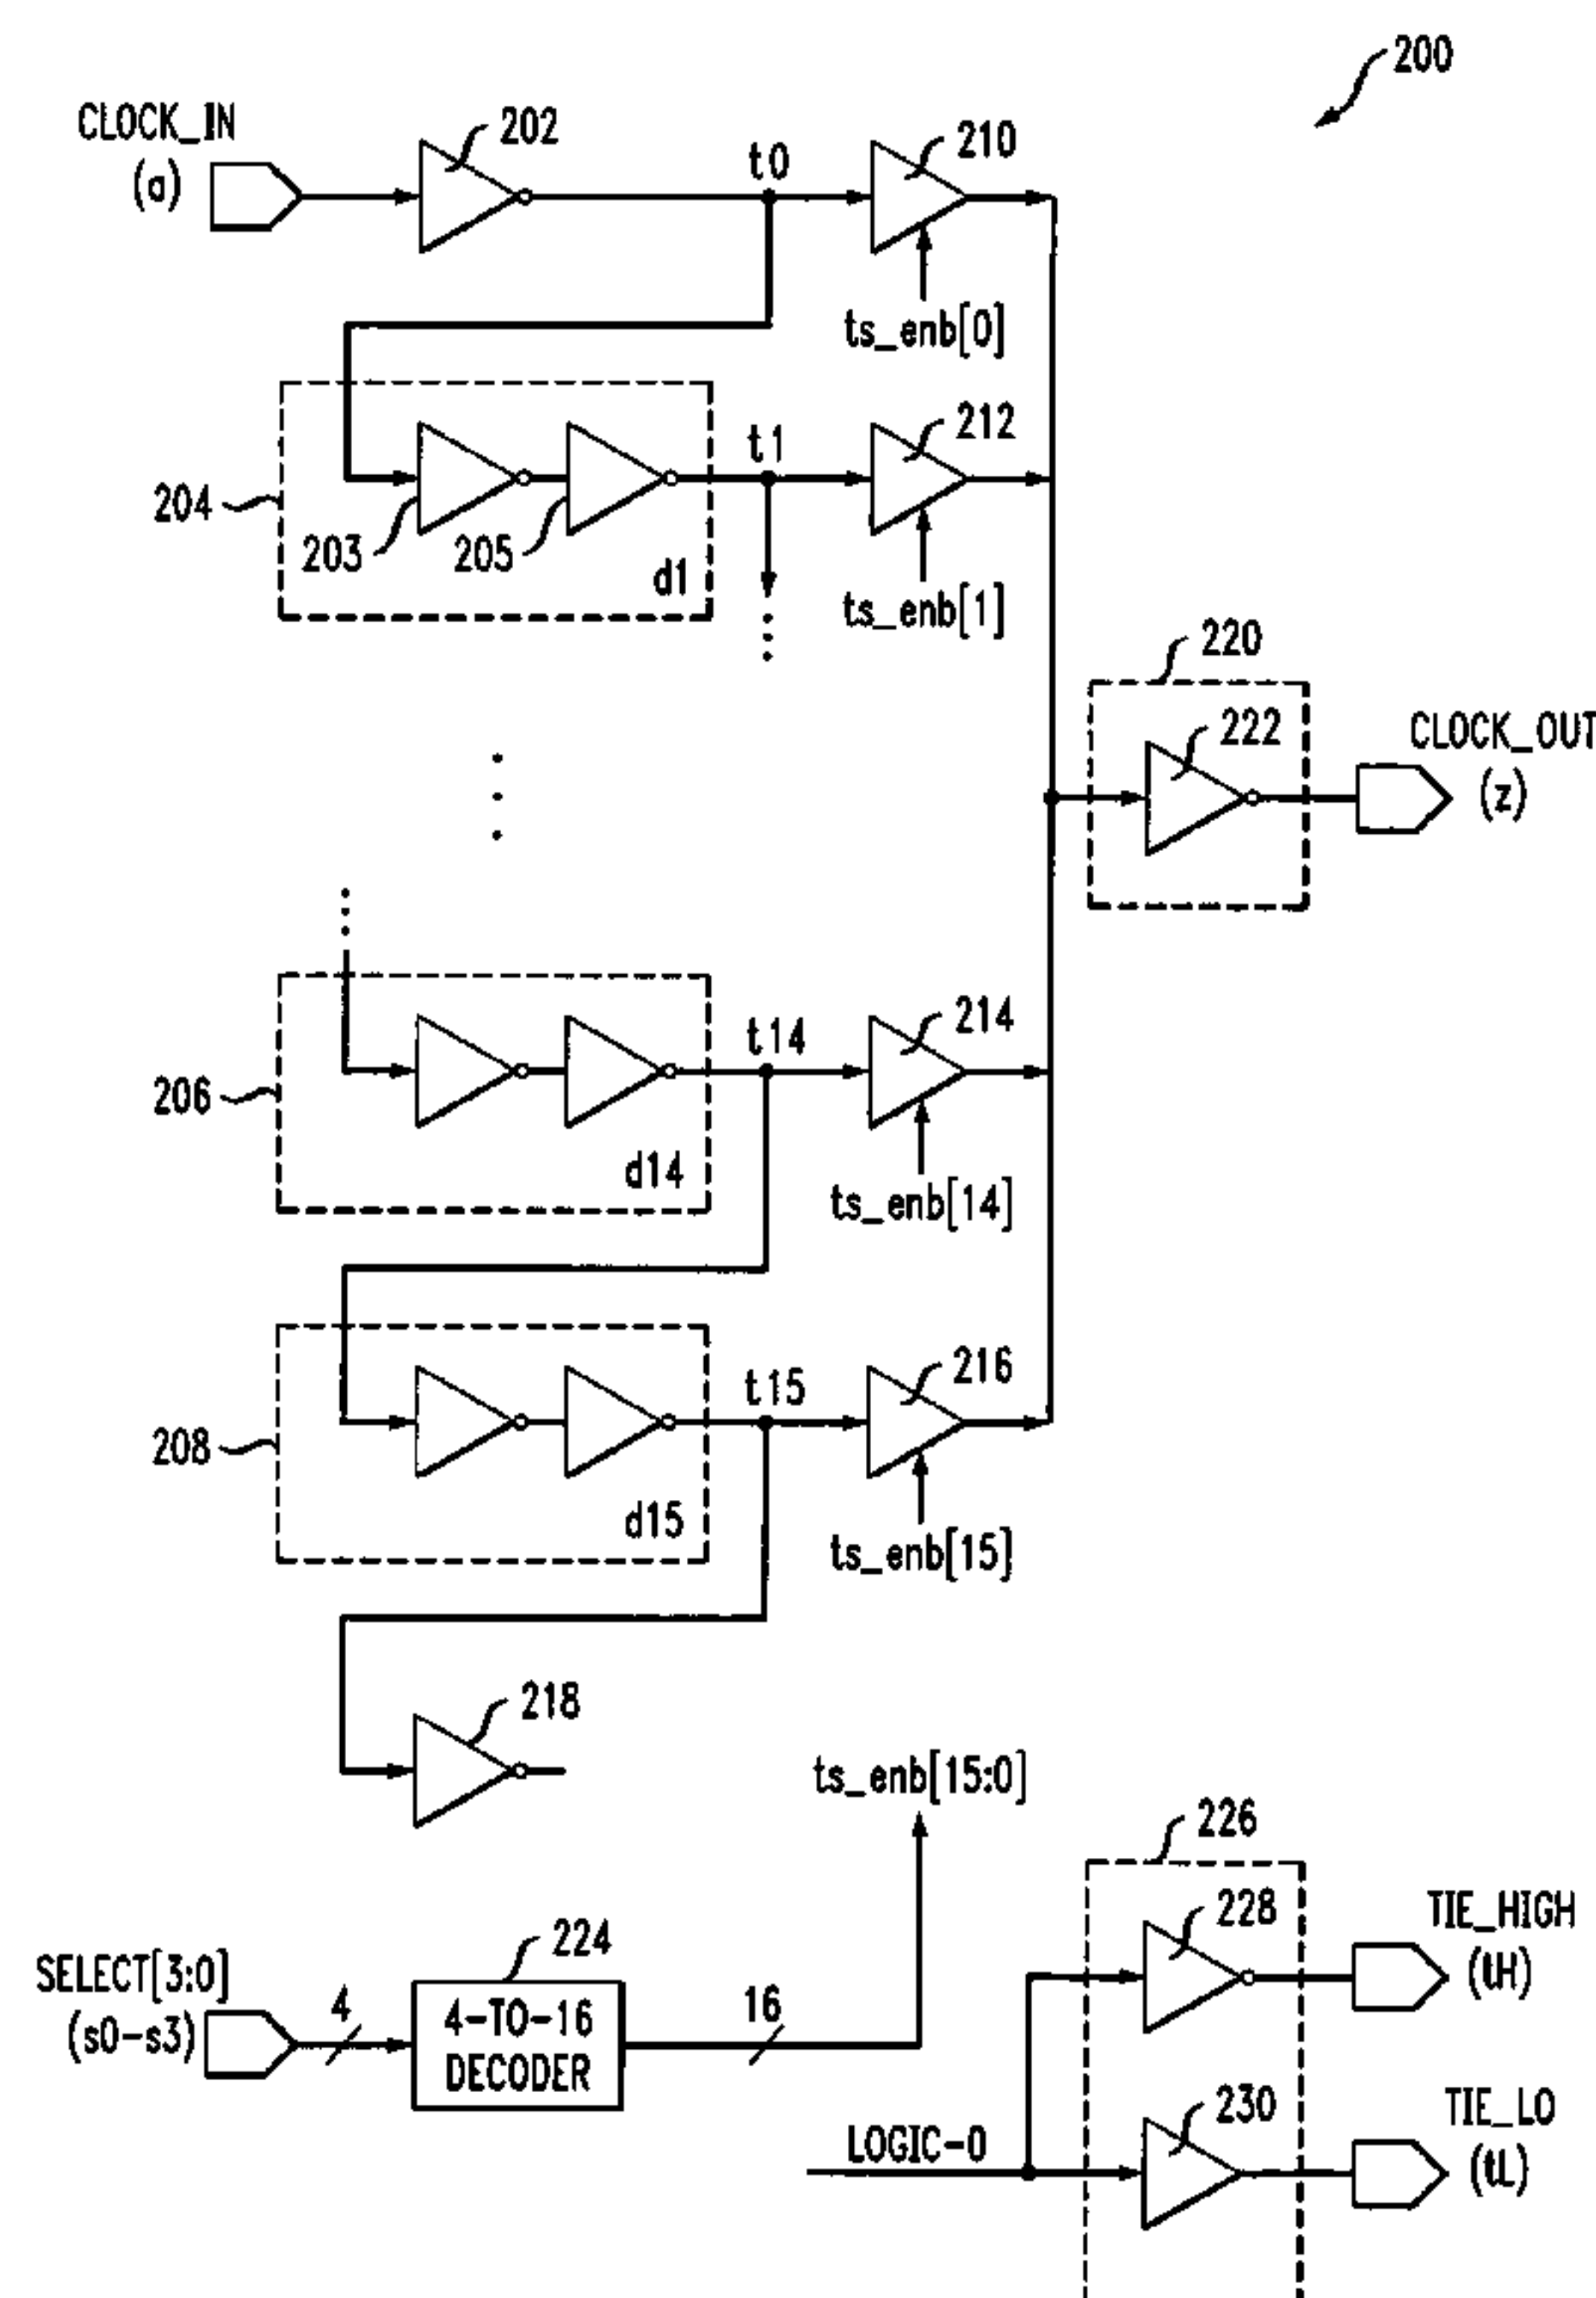 200
CLOCK_IN
(a)
202
t0
210
ts_enb[0]
204
203
205
d1
t1
212
ts_enb[1]
220
222
CLOCK_OUT
(z)
206
d14
t14
214
ts_enb[14]
208
d15
t15
216
ts_enb[15]
218
ts_enb[15:0]
SELECT[3:0]
(s0-s3)
4
224
4-TO-16
DECODER
16
226
228
TIE_HIGH
(tH)
LOGIC-0
230
TIE_LO
(tL)